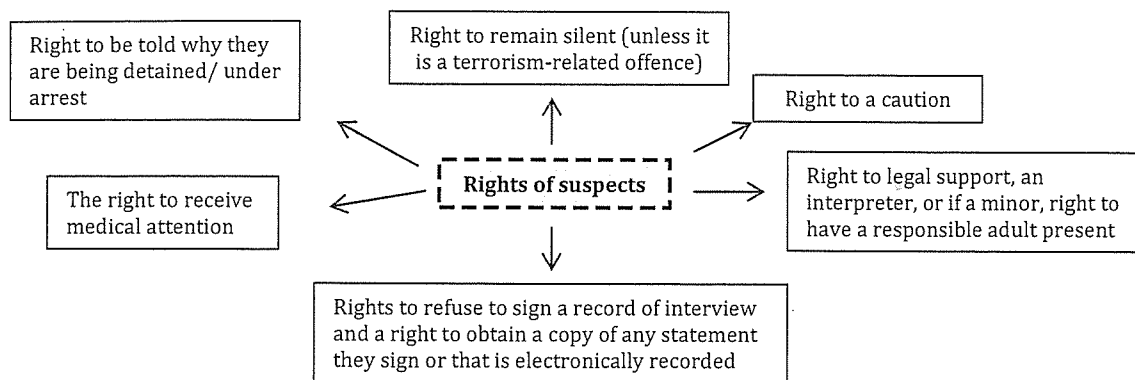 Right to be told why they
are being detained/ under
arrest
Right to remain silent (unless it
is a terrorism-related offence)
Right to a caution
Rights of suspects
The right to receive
medical attention
Right to legal support, an
interpreter, or if a minor, right to
have a responsible adult present
Rights to refuse to sign a record of interview
and a right to obtain a copy of any statement
they sign or that is electronically recorded